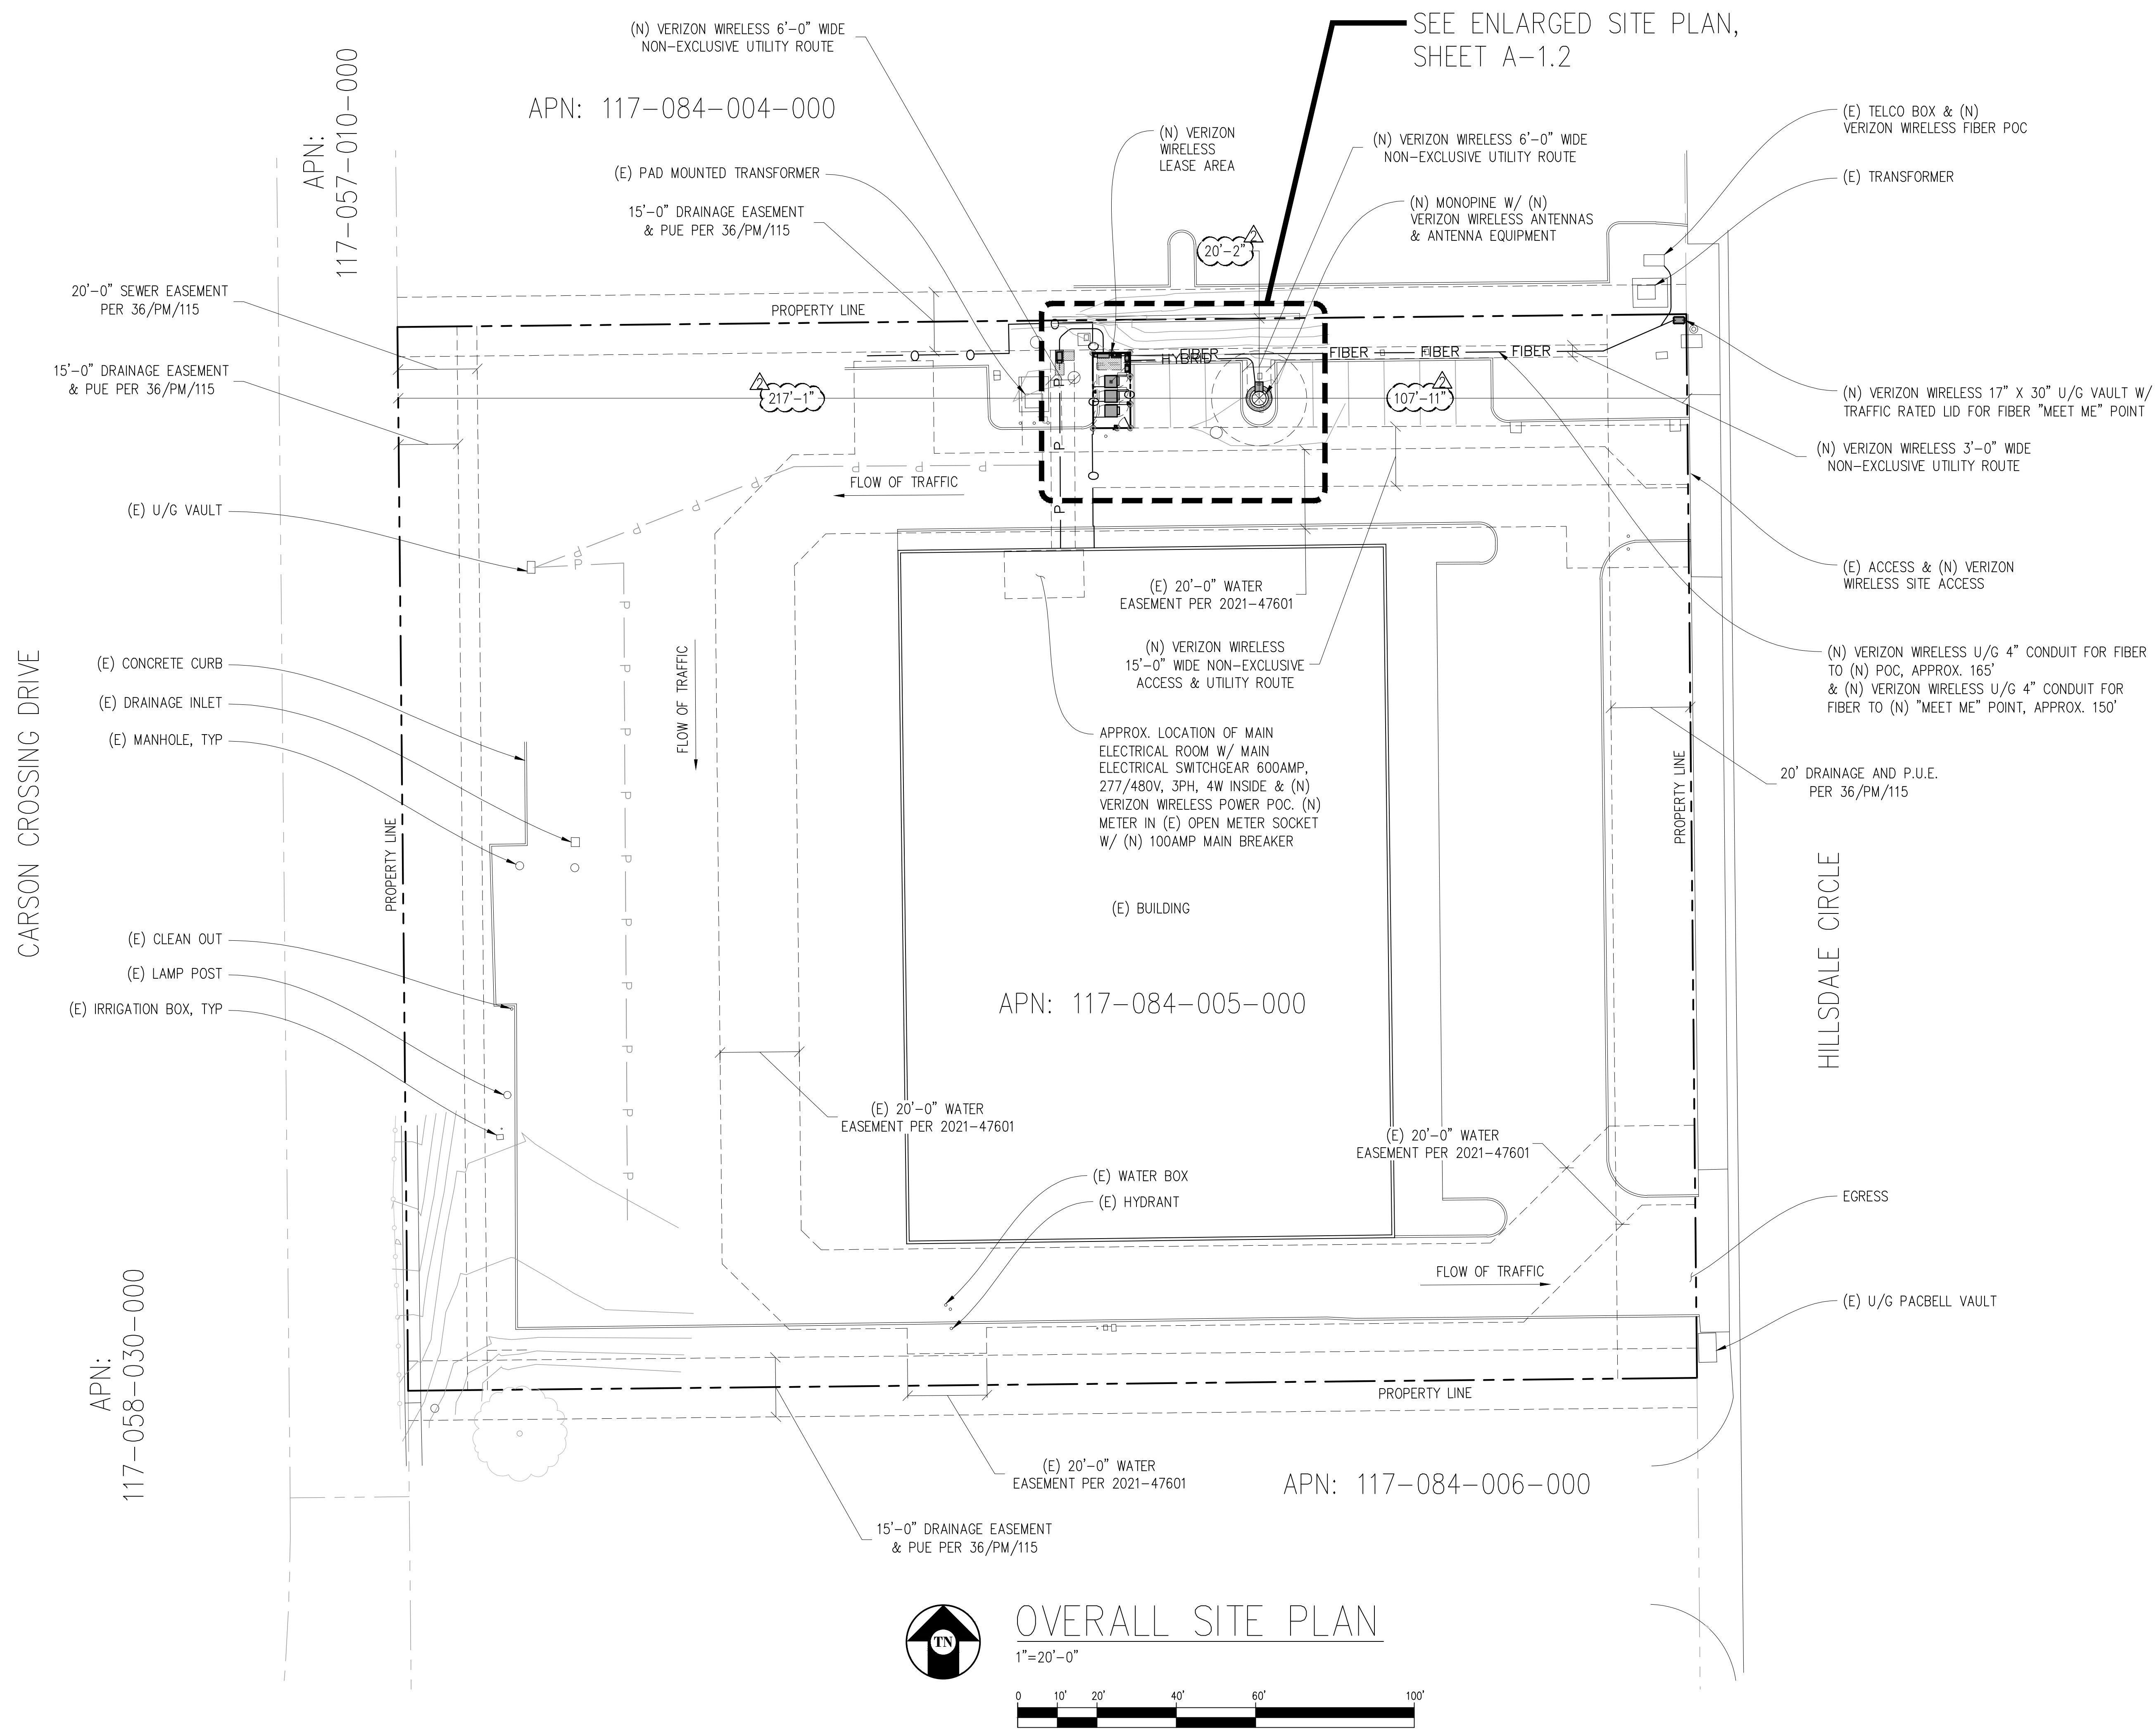 (N) VERIZON WIRELESS 6'-0" WIDE
NON-EXCLUSIVE UTILITY ROUTE
SEE ENLARGED SITE PLAN,
SHEET A-1.2
APN:
117-057-010-000
APN: 117-084-004-000
(N) VERIZON
WIRELESS
LEASE AREA
(N) VERIZON WIRELESS 6'-0" WIDE
NON-EXCLUSIVE UTILITY ROUTE
(E) TELCO BOX & (N)
VERIZON WIRELESS FIBER POC
(E) PAD MOUNTED TRANSFORMER
(E) TRANSFORMER
15'-0" DRAINAGE EASEMENT
& PUE PER 36/PM/115
(N) MONOPINE W/ (N)
VERIZON WIRELESS ANTENNAS
& ANTENNA EQUIPMENT
2
20'-2"
20'-0" SEWER EASEMENT
PER 36/PM/115
PROPERTY LINE
FIBER
HYBRID
FIBER
FIBER
FIBER
15'-0" DRAINAGE EASEMENT
& PUE PER 36/PM/115
2
217'-1"
2
107'-11"
(N) VERIZON WIRELESS 17" X 30" U/G VAULT W/
TRAFFIC RATED LID FOR FIBER "MEET ME" POINT
(N) VERIZON WIRELESS 3'-0" WIDE
NON-EXCLUSIVE UTILITY ROUTE
P
P
P
P P P P P P
FLOW OF TRAFFIC
(E) U/G VAULT
P
P P P P P P P P P P
(E) ACCESS & (N) VERIZON
WIRELESS SITE ACCESS
(E) 20'-0" WATER
EASEMENT PER 2021-47601
(N) VERIZON WIRELESS
15'-0" WIDE NON-EXCLUSIVE
ACCESS & UTILITY ROUTE
(N) VERIZON WIRELESS U/G 4" CONDUIT FOR FIBER
TO (N) POC, APPROX. 165'
& (N) VERIZON WIRELESS U/G 4" CONDUIT FOR
FIBER TO (N) "MEET ME" POINT, APPROX. 150'
CARSON CROSSING DRIVE
(E) CONCRETE CURB
(E) DRAINAGE INLET
(E) MANHOLE, TYP
FLOW OF TRAFFIC
APPROX. LOCATION OF MAIN
ELECTRICAL ROOM W/ MAIN
ELECTRICAL SWITCHGEAR 600AMP,
277/480V, 3PH, 4W INSIDE & (N)
VERIZON WIRELESS POWER POC. (N)
METER IN (E) OPEN METER SOCKET
W/ (N) 100AMP MAIN BREAKER
20' DRAINAGE AND P.U.E.
PER 36/PM/115
PROPERTY LINE
PROPERTY LINE
HILLSDALE CIRCLE
(E) BUILDING
(E) CLEAN OUT
(E) LAMP POST
(E) IRRIGATION BOX, TYP
APN: 117-084-005-000
(E) 20'-0" WATER
EASEMENT PER 2021-47601
(E) 20'-0" WATER
EASEMENT PER 2021-47601
(E) WATER BOX
(E) HYDRANT
EGRESS
FLOW OF TRAFFIC
(E) U/G PACBELL VAULT
APN:
117-058-030-000
PROPERTY LINE
(E) 20'-0" WATER
EASEMENT PER 2021-47601
APN: 117-084-006-000
15'-0" DRAINAGE EASEMENT
& PUE PER 36/PM/115
TN
OVERALL SITE PLAN
1"=20'-0"
0 10' 20' 40' 60' 100'